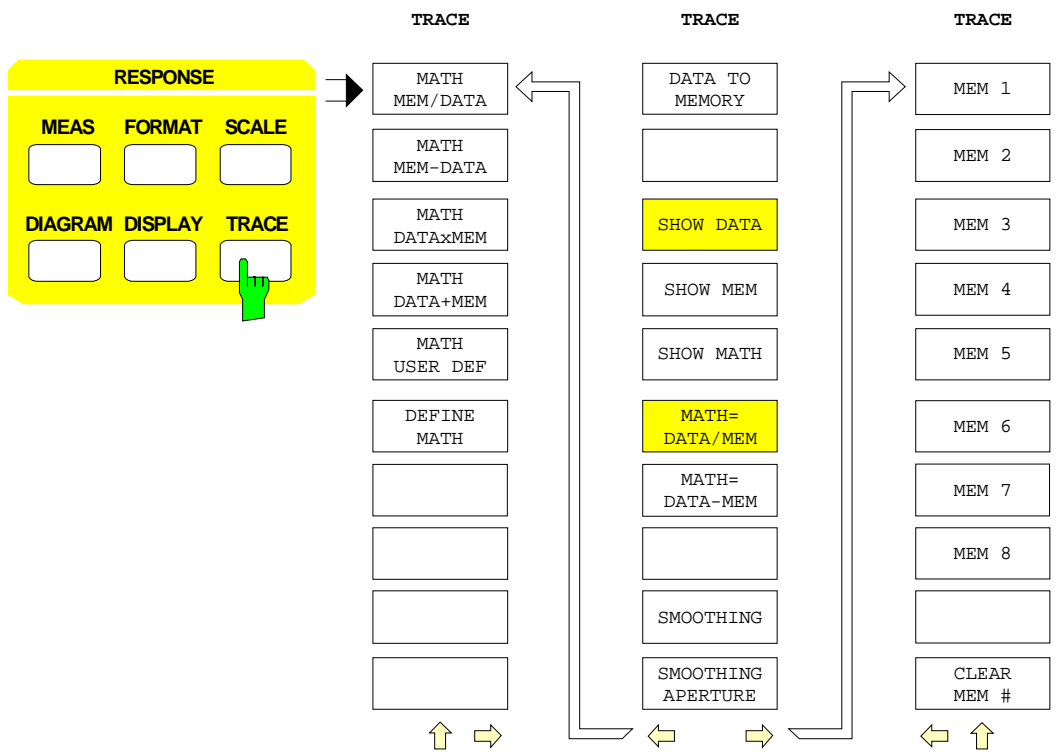 TRACE
TRACE
TRACE
RESPONSE
MEAS FORMAT SCALE
DIAGRAM DISPLAY TRACE
MATH
MEM/DATA
MATH
MEM-DATA
MATH
DATAxMEM
MATH
DATA+MEM
MATH
USER DEF
DEFINE
MATH
DATA TO
MEMORY
SHOW DATA
SHOW MEM
SHOW MATH
MATH=
DATA/MEM
MATH=
DATA-MEM
SMOOTHING
SMOOTHING
APERTURE
MEM 1
MEM 2
MEM 3
MEM 4
MEM 5
MEM 6
MEM 7
MEM 8
CLEAR
MEM #